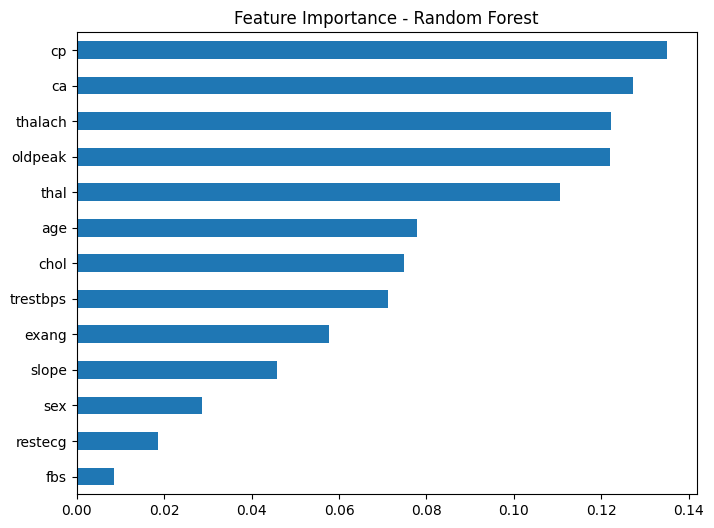 Feature Importance - Random Forest
cp
ca
thalach
oldpeak
thal
age
chol
trestbps
exang
slope
sex
restecg
fbs
0.00 0.02 0.04 0.06 0.08 0.10 0.12 0.14